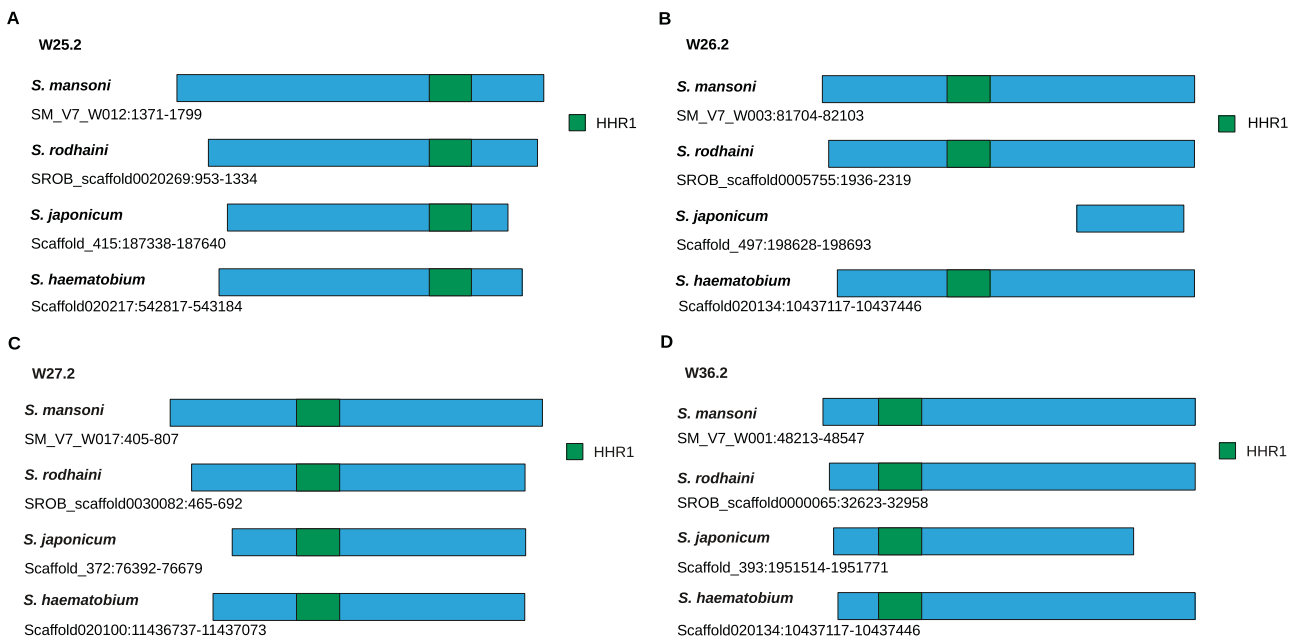 A
W25.2
S. mansoni
SM_V7_W012:1371-1799
HHR1
S. rodhaini
SROB_scaffold0020269:953-1334
S. japonicum
Scaffold_415:187338-187640
S. haematobium
Scaffold020217:542817-543184
B
W26.2
S. mansoni
SM_V7_W003:81704-82103
HHR1
S. rodhaini
SROB_scaffold0005755:1936-2319
S. japonicum
Scaffold_497:198628-198693
S. haematobium
Scaffold020134:10437117-10437446
C
W27.2
S. mansoni
SM_V7_W017:405-807
HHR1
S. rodhaini
SROB_scaffold0030082:465-692
S. japonicum
Scaffold_372:76392-76679
S. haematobium
Scaffold020100:11436737-11437073
D
W36.2
S. mansoni
SM_V7_W001:48213-48547
HHR1
S. rodhaini
SROB_scaffold0000065:32623-32958
S. japonicum
Scaffold_393:1951514-1951771
S. haematobium
Scaffold020134:10437117-10437446